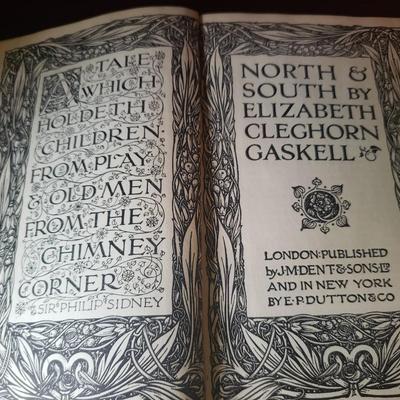 A TALE
WHICH
HOLDETH
CHILDREN
FROM PLAY
& OLD MEN
FROM THE
CHIMNEY
CORNER
SIR PHILIP SIDNEY
NORTH &
SOUTH BY
ELIZABETH
CLEGHORN
GASKELL
LONDON: PUBLISHED
by J.M. DENT & SONS LTD
AND IN NEW YORK
BY E.P. DUTTON & CO